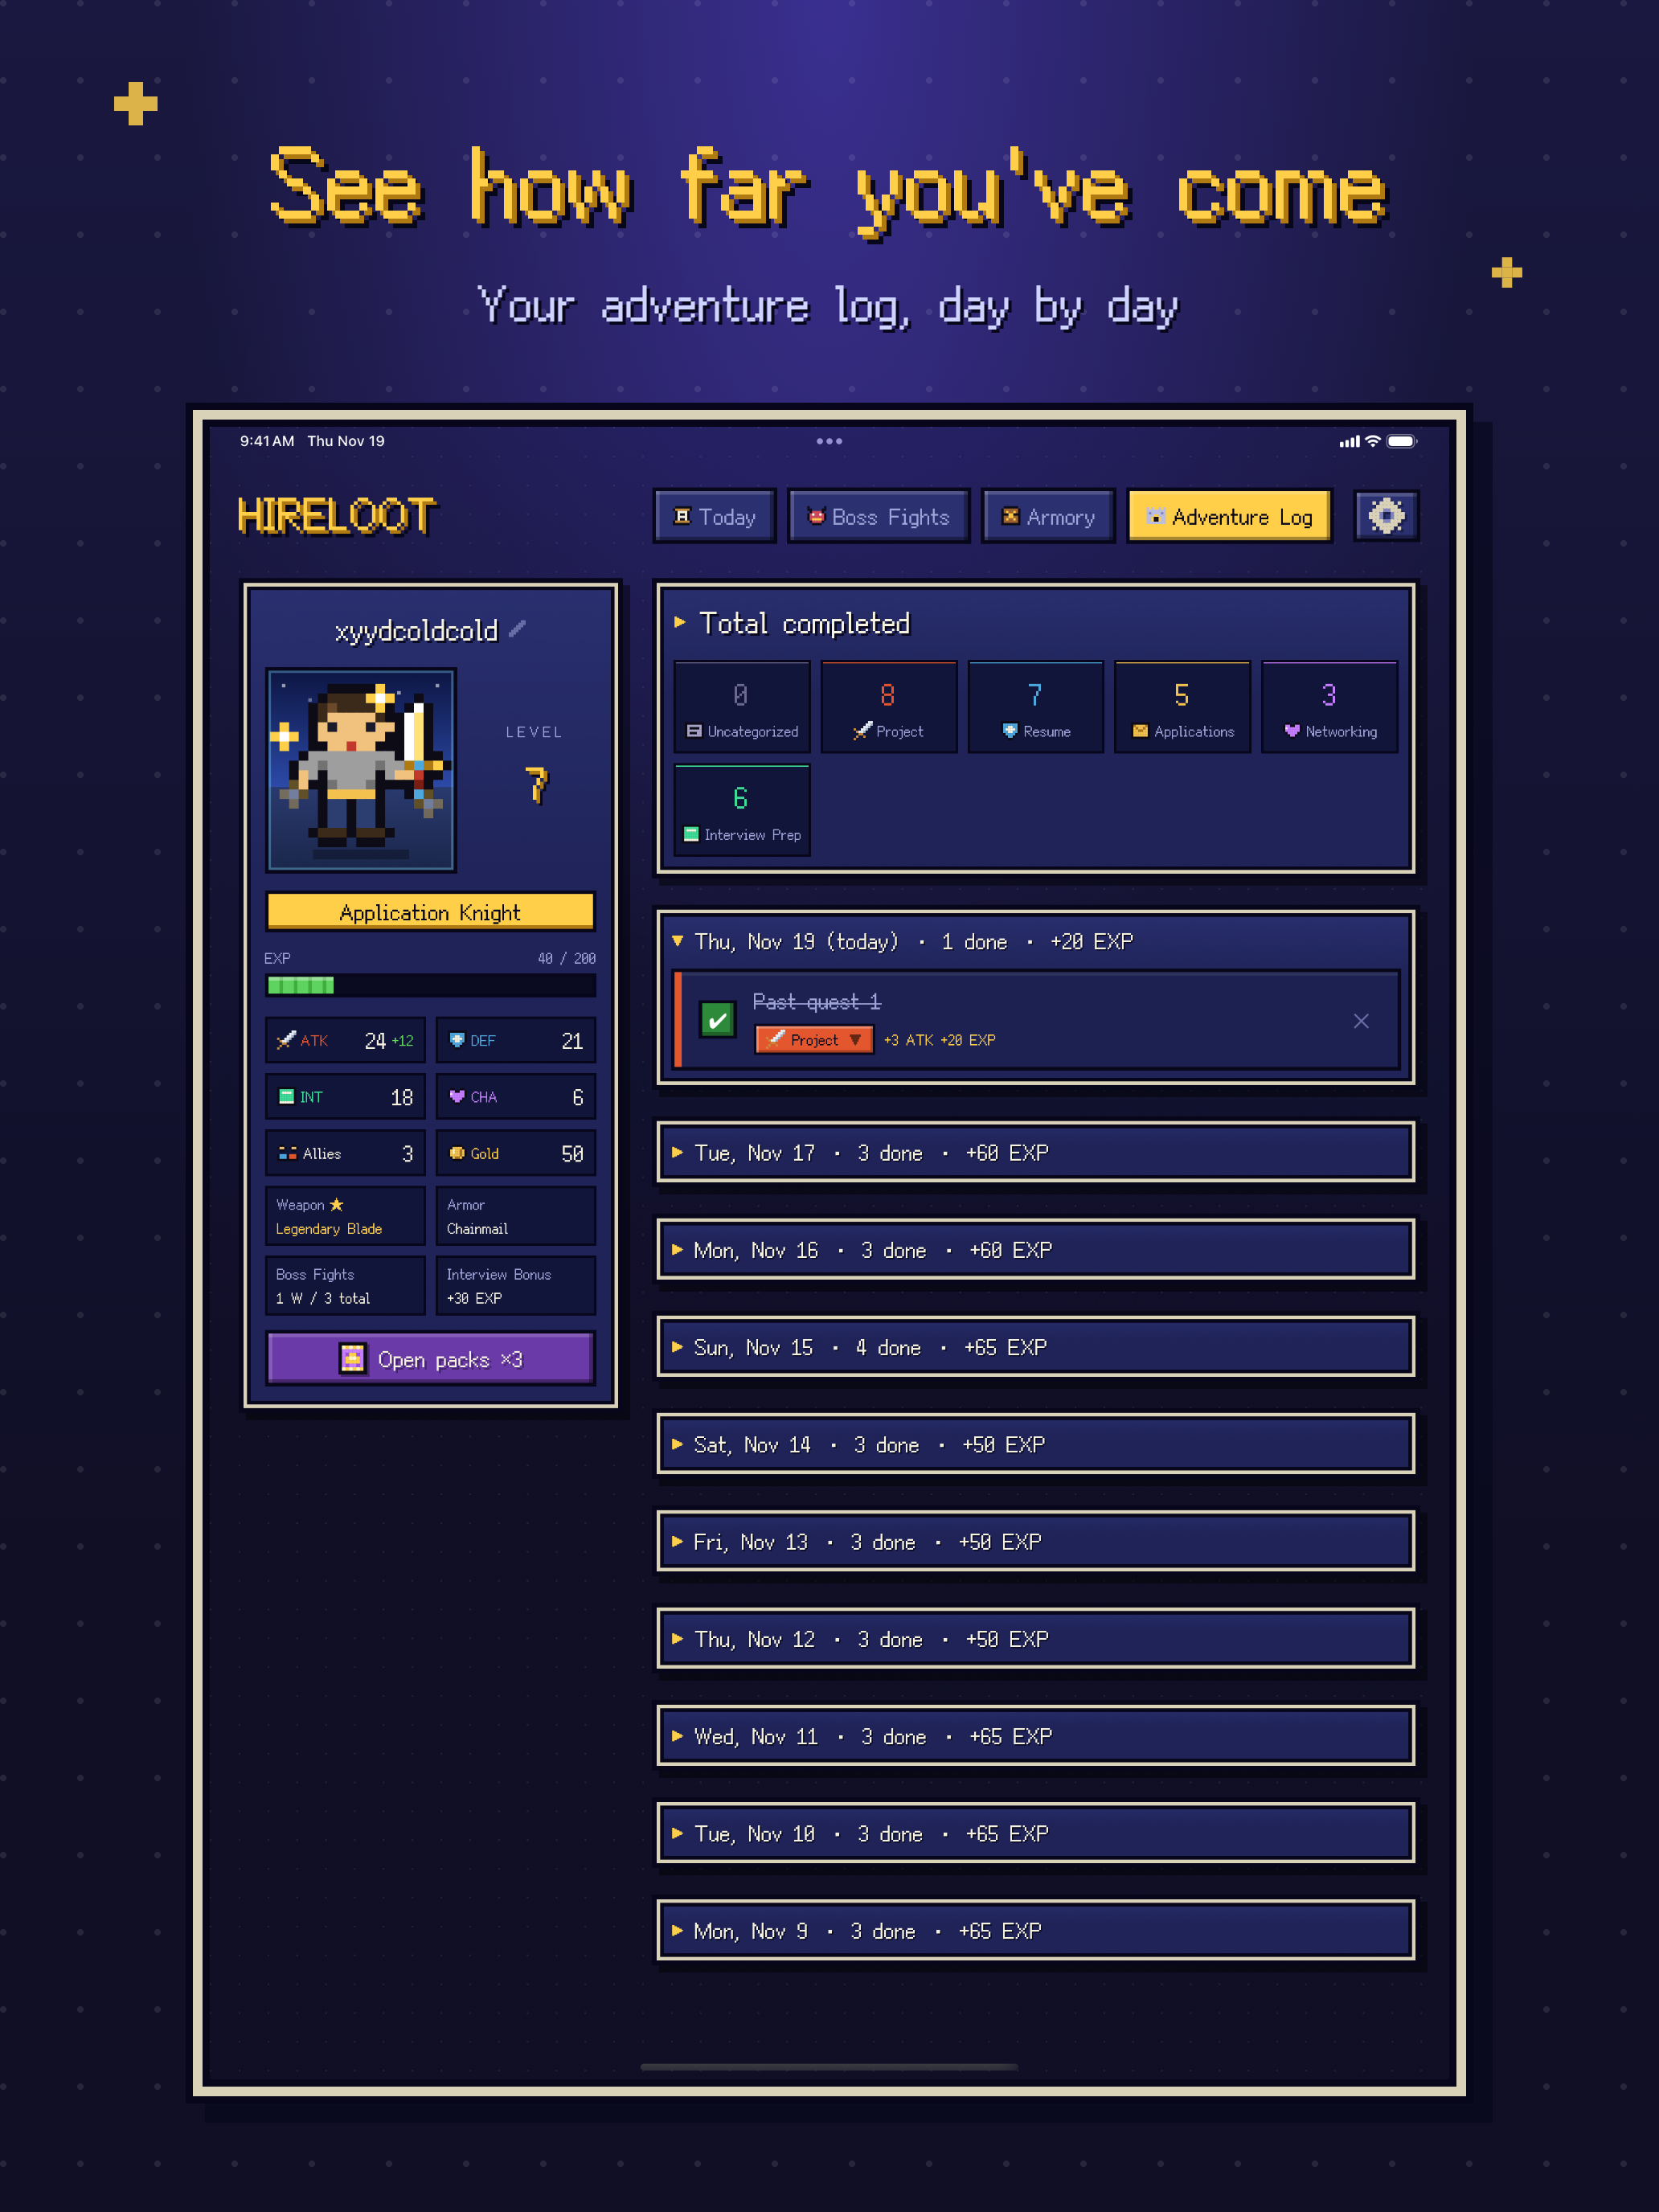 See how far you've come
Your adventure log, day by day
9:41 AM Thu Nov 19
HIRELOOT
Today
Boss Fights
Armory
Adventure Log
xyydcoldcold
LEVEL
7
Application Knight
EXP 40 / 200
ATK 24 +12
DEF 21
INT 18
CHA 6
Allies 3
Gold 50
Weapon
Legendary Blade
Armor
Chainmail
Boss Fights
1 W / 3 total
Interview Bonus
+30 EXP
Open packs ×3
Total completed
0
Uncategorized
8
Project
7
Resume
5
Applications
3
Networking
6
Interview Prep
Thu, Nov 19 (today) · 1 done · +20 EXP
Past quest 1
Project ▼ +3 ATK +20 EXP
Tue, Nov 17 · 3 done · +60 EXP
Mon, Nov 16 · 3 done · +60 EXP
Sun, Nov 15 · 4 done · +65 EXP
Sat, Nov 14 · 3 done · +50 EXP
Fri, Nov 13 · 3 done · +50 EXP
Thu, Nov 12 · 3 done · +50 EXP
Wed, Nov 11 · 3 done · +65 EXP
Tue, Nov 10 · 3 done · +65 EXP
Mon, Nov 9 · 3 done · +65 EXP